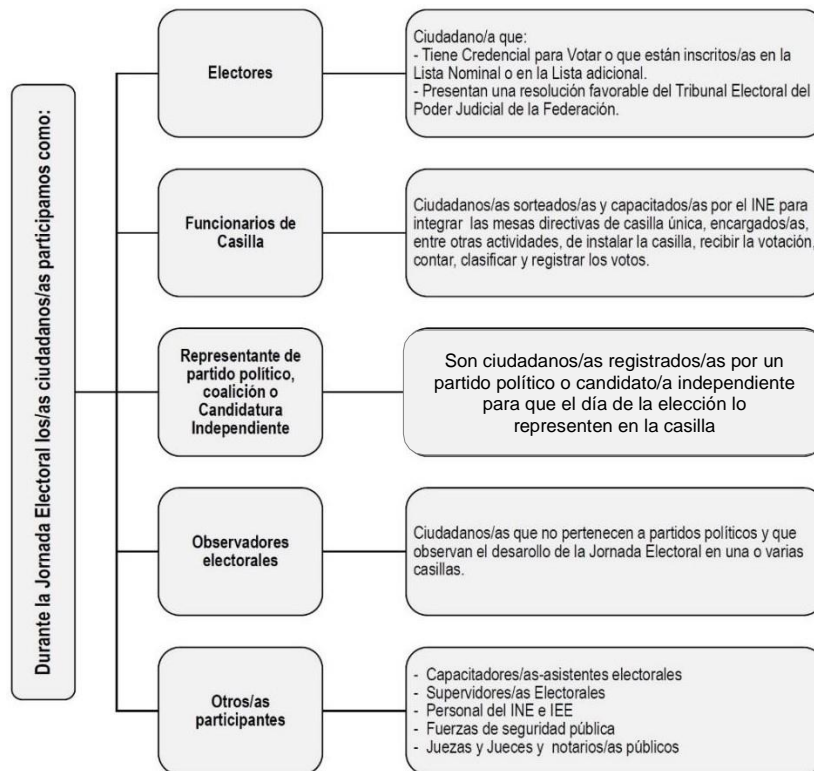 Durante la Jornada Electoral los/as ciudadanos/as participamos como:
Electores
Ciudadano/a que:
- Tiene Credencial para Votar o que están inscritos/as en la
Lista Nominal o en la Lista adicional.
- Presentan una resolución favorable del Tribunal Electoral del
Poder Judicial de la Federación.
Funcionarios de
Casilla
Ciudadanos/as sorteados/as y capacitados/as por el INE para
integrar las mesas directivas de casilla única, encargados/as,
entre otras actividades, de instalar la casilla, recibir la votación,
contar, clasificar y registrar los votos.
Representante de
partido político,
coalición o
Candidatura
Independiente
Son ciudadanos/as registrados/as por un
partido político o candidato/a independiente
para que el día de la elección lo
representen en la casilla
Observadores
electorales
Ciudadanos/as que no pertenecen a partidos políticos y que
observan el desarollo de la Jornada Electoral en una o varias
casillas.
Otros/as
participantes
- Capacitadores/as-asistentes electorales
- Supervidores/as Electorales
- Personal del INE e IEE
- Fuerzas de seguridad pública
- Juezas y Jueces y notarios/as públicos